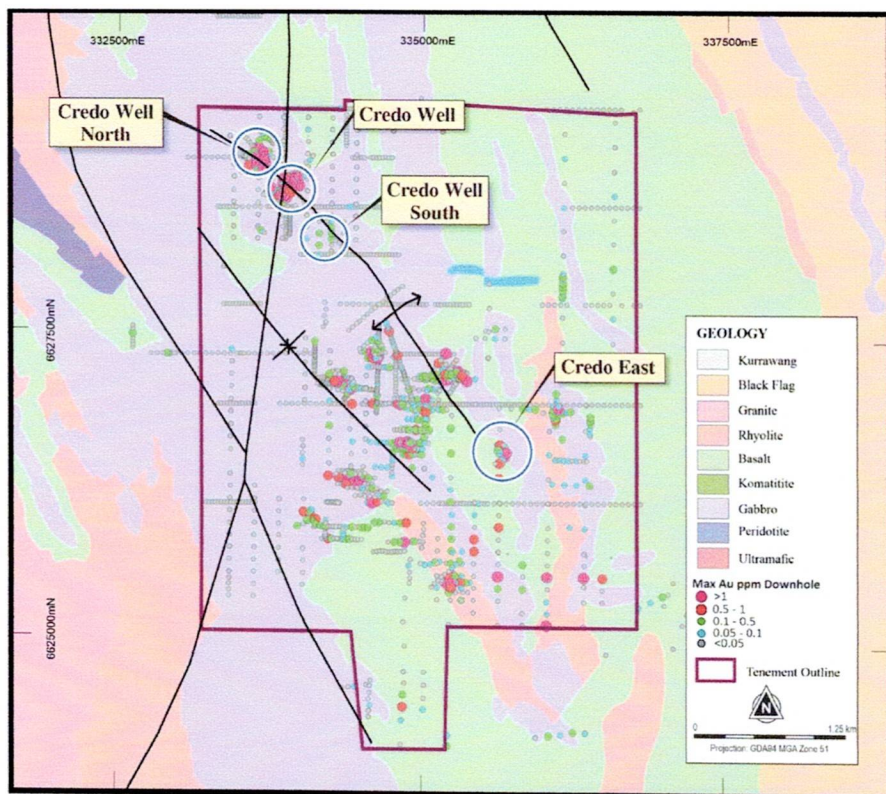 332500mE
335000mE
337500mE
Credo Well
North
Credo Well
Credo Well
South
6627500mN
Credo East
6625000mN
GEOLOGY
Kurrawang
Black Flag
Granite
Rhyolite
Basalt
Komatitite
Gabbro
Peridotite
Ultramafic
Max Au ppm Downhole
>1
0.5 - 1
0.1 - 0.5
0.05 - 0.1
<0.05
Tenement Outline
N
0
1.25 km
Projection: GDA94 MGA Zone 51